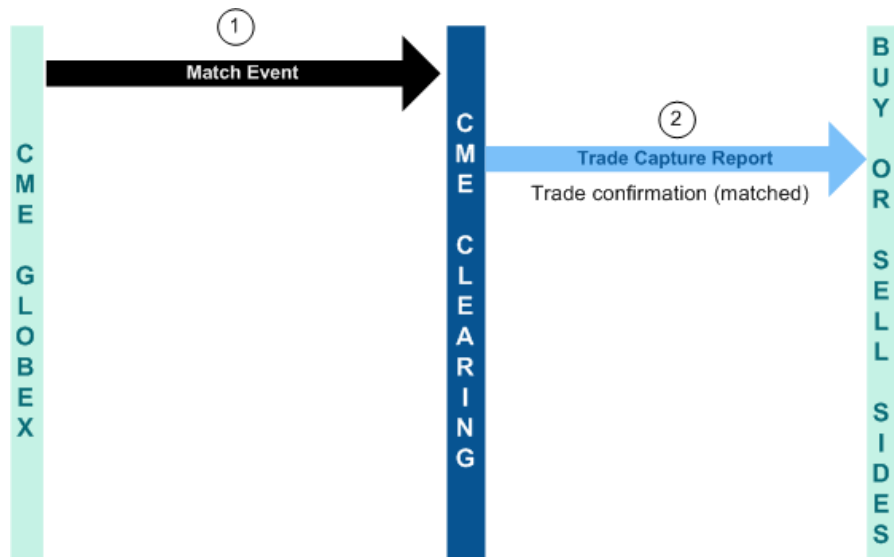 1
Match Event
CME GLOBEX
CME CLEARING
2
Trade Capture Report
Trade confirmation (matched)
BUY OR SELL SIDES